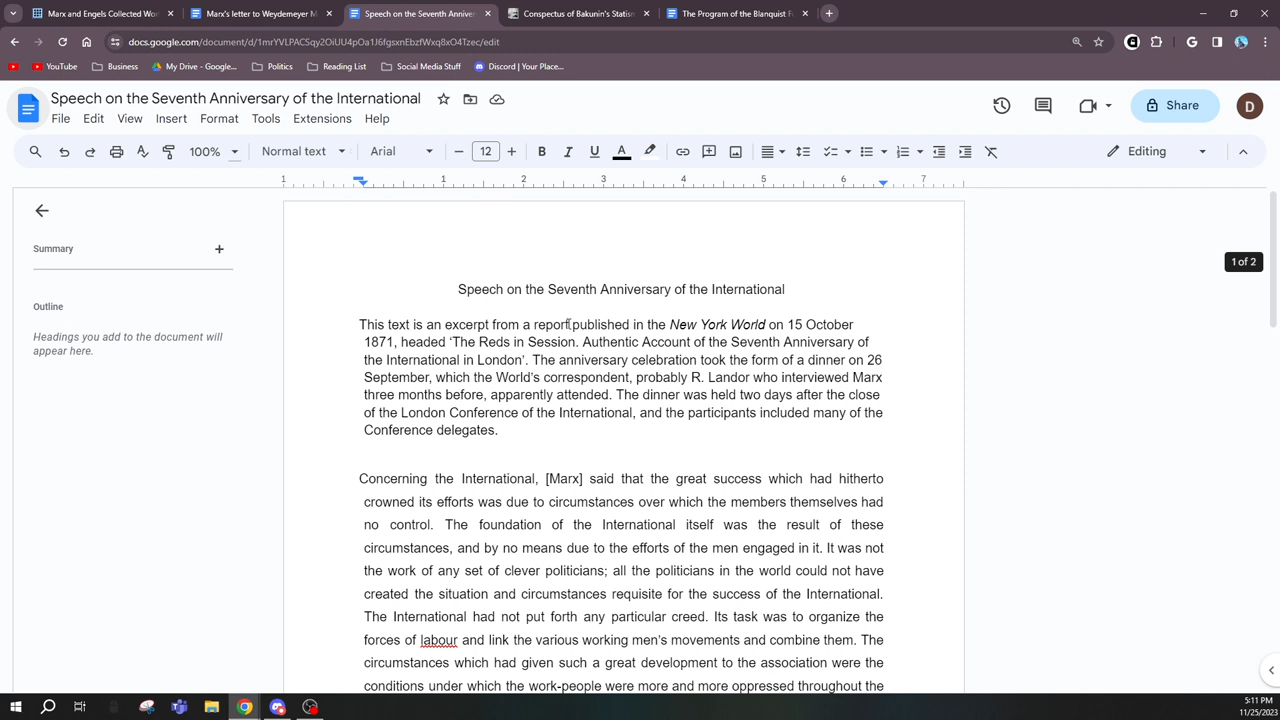 Marx and Engels Collected Wo
Marx's letter to Weydemeyer M
Speech on the Seventh Anniver
Conspectus of Bakunin's Statism
The Program of the Blanquist F
docs.google.com/document/d/1mrYVLPACSqy2OiUU4pOa1J6fgsxnEbzfWxq8xO4Tzec/edit
YouTube
Business
My Drive - Google...
Politics
Reading List
Social Media Stuff
Discord | Your Place...
Speech on the Seventh Anniversary of the International
File Edit View Insert Format Tools Extensions Help
Share
D
100%
Normal text
Arial
12
Editing
1 1 2 3 4 5 6 7
Summary
Outline
Headings you add to the document will
appear here.
1 of 2
Speech on the Seventh Anniversary of the International
This text is an excerpt from a report published in the New York World on 15 October
1871, headed ‘The Reds in Session. Authentic Account of the Seventh Anniversary of
the International in London’. The anniversary celebration took the form of a dinner on 26
September, which the World’s correspondent, probably R. Landor who interviewed Marx
three months before, apparently attended. The dinner was held two days after the close
of the London Conference of the International, and the participants included many of the
Conference delegates.
Concerning the International, [Marx] said that the great success which had hitherto
crowned its efforts was due to circumstances over which the members themselves had
no control. The foundation of the International itself was the result of these
circumstances, and by no means due to the efforts of the men engaged in it. It was not
the work of any set of clever politicians; all the politicians in the world could not have
created the situation and circumstances requisite for the success of the International.
The International had not put forth any particular creed. Its task was to organize the
forces of labour and link the various working men’s movements and combine them. The
circumstances which had given such a great development to the association were the
conditions under which the work-people were more and more oppressed throughout the
5:11 PM
11/25/2023